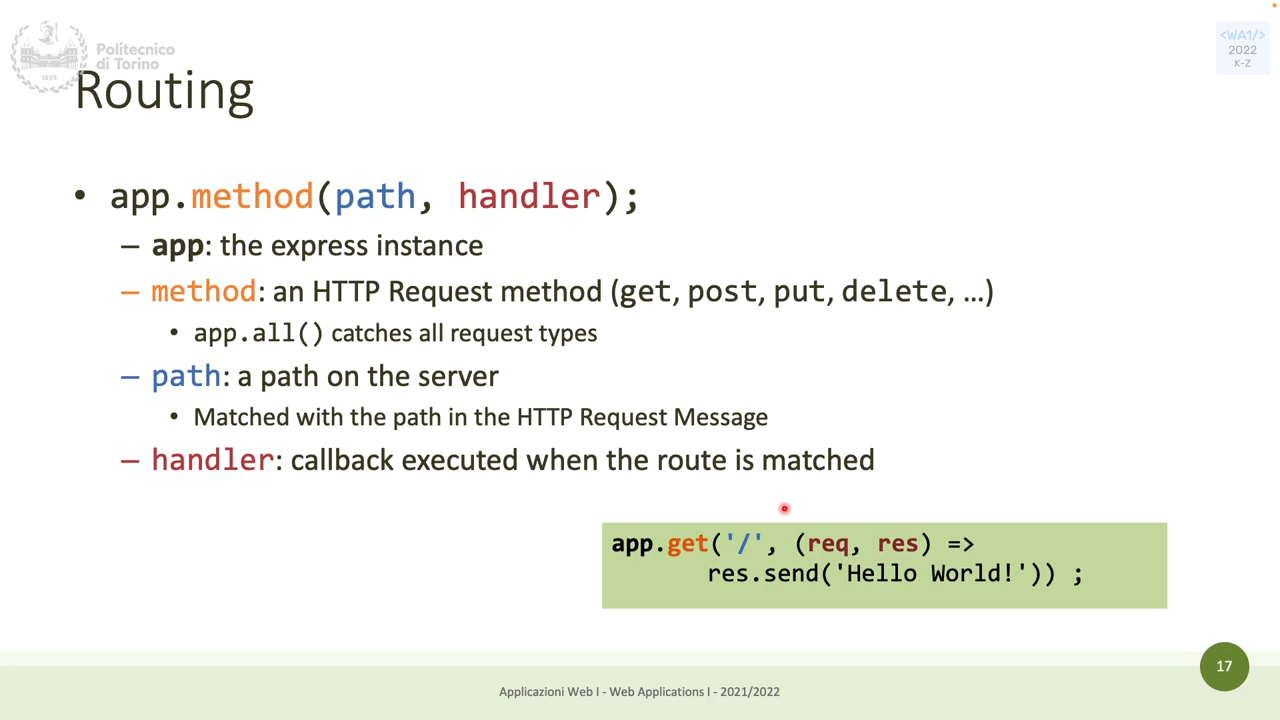 Politecnico
di Torino
1859
<WA1/>
2022
K-Z
Routing
• app.method(path, handler);
– app: the express instance
– method: an HTTP Request method (get, post, put, delete, …)
• app.all() catches all request types
– path: a path on the server
• Matched with the path in the HTTP Request Message
– handler: callback executed when the route is matched
app.get('/', (req, res) =>
res.send('Hello World!')) ;
17
Applicazioni Web I - Web Applications I - 2021/2022